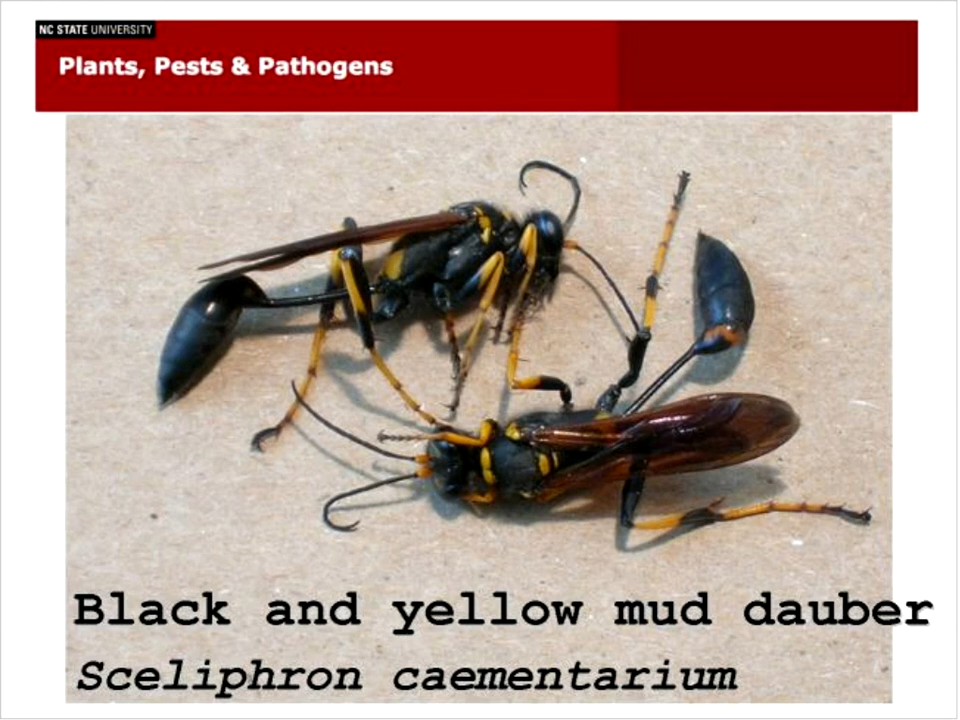 NC STATE UNIVERSITY
Plants, Pests & Pathogens
Black and yellow mud dauber
Sceliphron caementarium